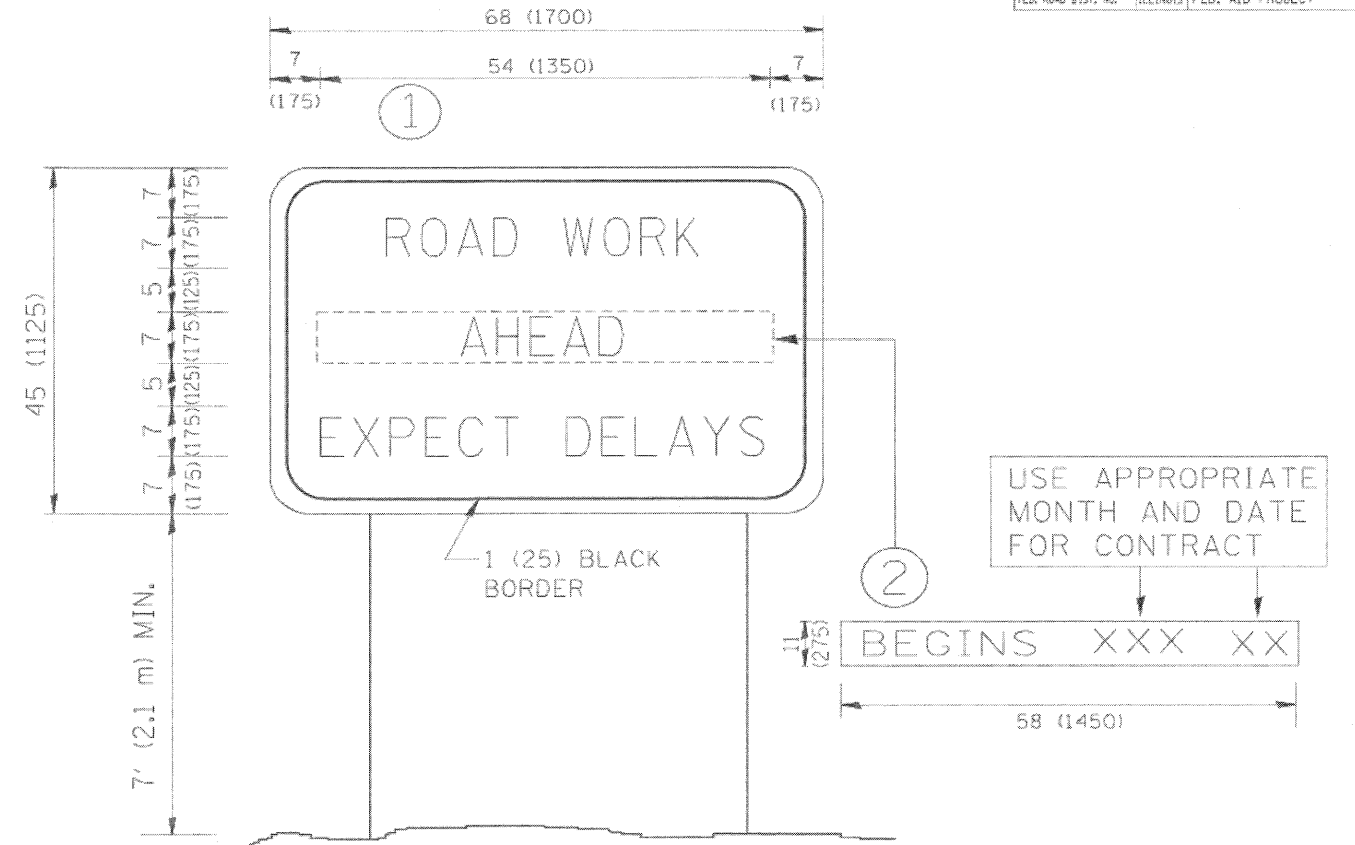 68 (1700)
7 54 (1350) 7
(175) (175)
1
45 (1125)
7 (175)
7 (175)
5 (125)
7 (175)
5 (125)
7 (175)
7 (175)
ROAD WORK
AHEAD
EXPECT DELAYS
1 (25) BLACK
BORDER
7' (2.1 m) MIN.
2
USE APPROPRIATE
MONTH AND DATE
FOR CONTRACT
11
(275)
BEGINS XXX XX
58 (1450)